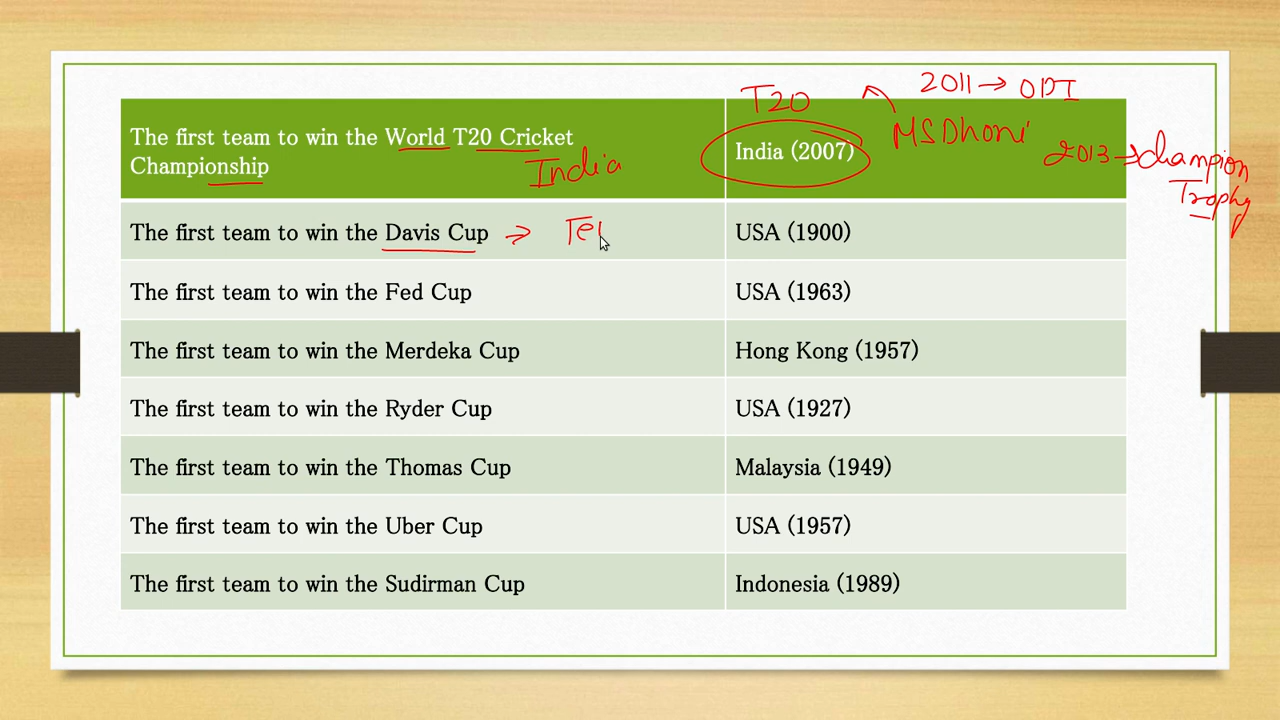 T20
2011 → ODI
The first team to win the World T20 Cricket
Championship
India
India (2007)
MSDhoni
2013 → Champion
Trophy
The first team to win the Davis Cup → Te
USA (1900)
The first team to win the Fed Cup
USA (1963)
The first team to win the Merdeka Cup
Hong Kong (1957)
The first team to win the Ryder Cup
USA (1927)
The first team to win the Thomas Cup
Malaysia (1949)
The first team to win the Uber Cup
USA (1957)
The first team to win the Sudirman Cup
Indonesia (1989)